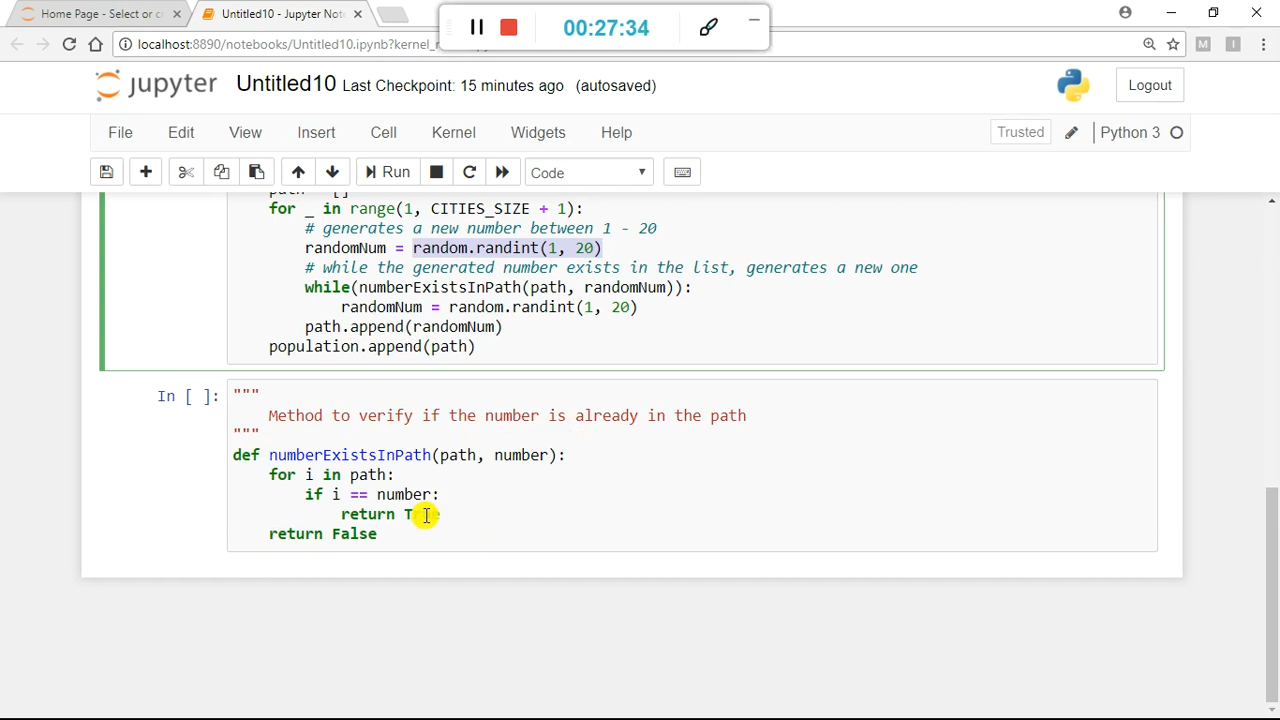 Home Page - Select or c
Untitled10 - Jupyter Not
00:27:34
localhost:8890/notebooks/Untitled10.ipynb?kernel_
M
I
jupyter Untitled10 Last Checkpoint: 15 minutes ago (autosaved)
Logout
File Edit View Insert Cell Kernel Widgets Help
Trusted
Python 3
Run
Code
for _ in range(1, CITIES_SIZE + 1):
# generates a new number between 1 - 20
randomNum = random.randint(1, 20)
# while the generated number exists in the list, generates a new one
while(numberExistsInPath(path, randomNum)):
randomNum = random.randint(1, 20)
path.append(randomNum)
population.append(path)
In [ ]:
"""
Method to verify if the number is already in the path
"""
def numberExistsInPath(path, number):
for i in path:
if i == number:
return True
return False